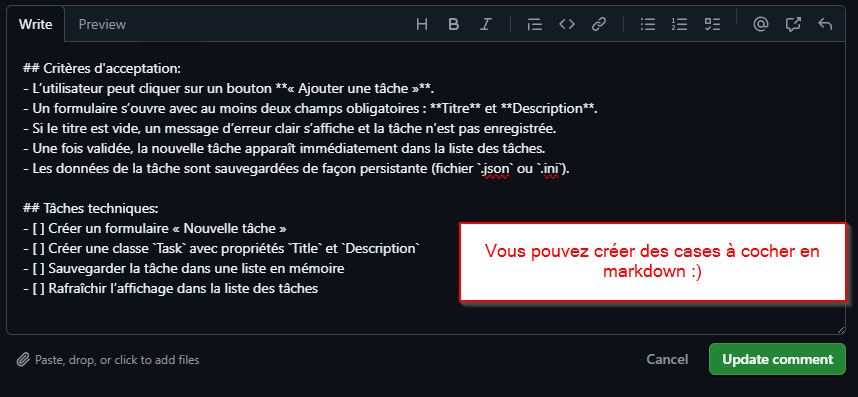 Write Preview
## Critères d'acceptation:
- L’utilisateur peut cliquer sur un bouton **« Ajouter une tâche »**.
- Un formulaire s’ouvre avec au moins deux champs obligatoires : **Titre** et **Description**.
- Si le titre est vide, un message d’erreur clair s’affiche et la tâche n’est pas enregistrée.
- Une fois validée, la nouvelle tâche apparaît immédiatement dans la liste des tâches.
- Les données de la tâche sont sauvegardées de façon persistante (fichier `.json` ou `.ini`).
## Tâches techniques:
- [ ] Créer un formulaire « Nouvelle tâche »
- [ ] Créer une classe `Task` avec propriétés `Title` et `Description`
- [ ] Sauvegarder la tâche dans une liste en mémoire
- [ ] Rafraîchir l’affichage dans la liste des tâches
Vous pouvez créer des cases à cocher en
markdown :)
Paste, drop, or click to add files
Cancel
Update comment